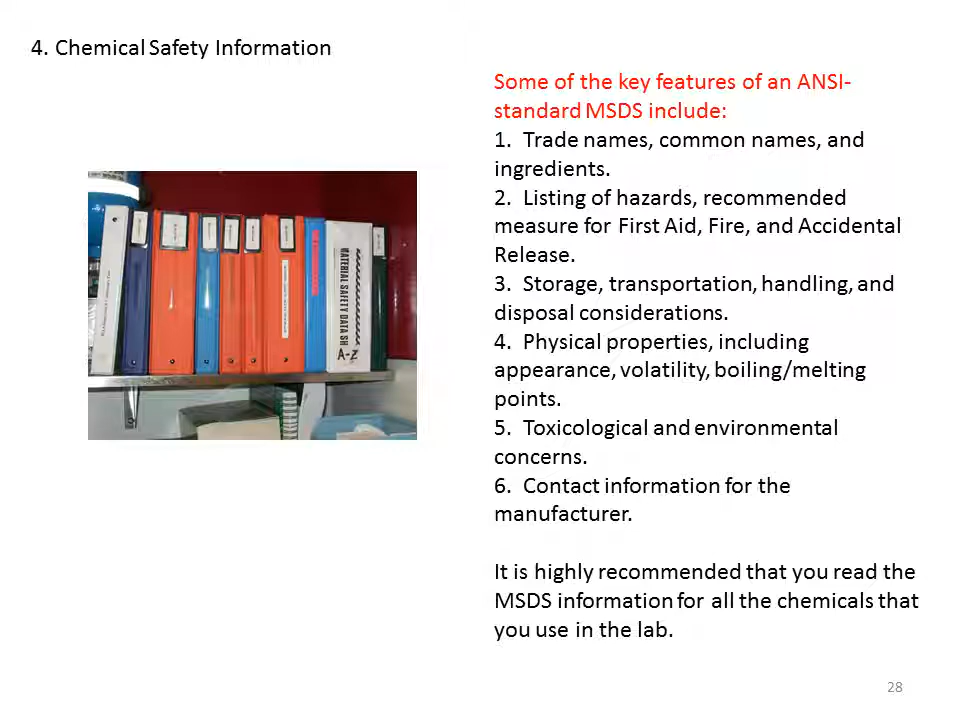 4. Chemical Safety Information
Some of the key features of an ANSI-
standard MSDS include:
1. Trade names, common names, and
ingredients.
2. Listing of hazards, recommended
measure for First Aid, Fire, and Accidental
Release.
3. Storage, transportation, handling, and
disposal considerations.
4. Physical properties, including
appearance, volatility, boiling/melting
points.
5. Toxicological and environmental
concerns.
6. Contact information for the
manufacturer.
It is highly recommended that you read the
MSDS information for all the chemicals that
you use in the lab.
MATERIAL SAFETY DATA SH
A-Z
28